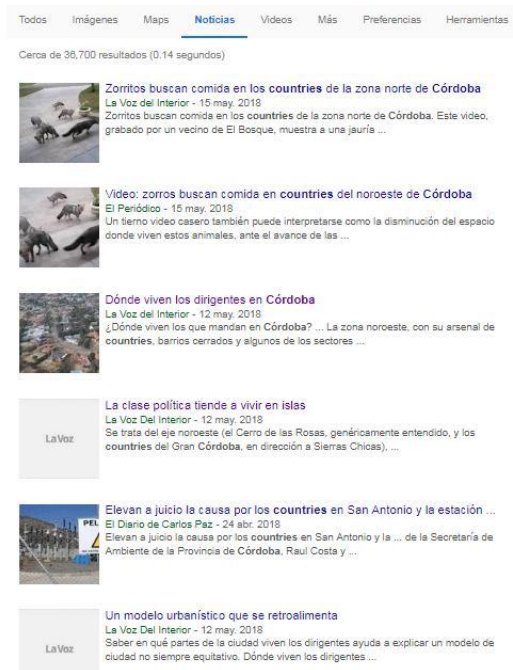 Todos Imágenes Maps Noticias Videos Más Preferencias Herramientas
Cerca de 36,700 resultados (0.14 segundos)
Zorritos buscan comida en los countries de la zona norte de Córdoba
La Voz del Interior - 15 may. 2018
Zorritos buscan comida en los countries de la zona norte de Córdoba. Este video,
grabado por un vecino de El Bosque, muestra a una jauría ...
Video: zorros buscan comida en countries del noroeste de Córdoba
El Periódico - 15 may. 2018
Un tierno video casero también puede interpretarse como la disminución del espacio
donde viven estos animales, ante el avance de las ...
Dónde viven los dirigentes en Córdoba
La Voz del Interior - 12 may. 2018
¿Dónde viven los que mandan en Córdoba? ... La zona noroeste, con su arsenal de
countries, barrios cerrados y algunos de los sectores ...
La clase política tiende a vivir en islas
La Voz Del Interior - 12 may. 2018
Se trata del eje noroeste (el Cerro de las Rosas, genéricamente entendido, y los
countries del Gran Córdoba, en dirección a Sierras Chicas), ...
La Voz
Elevan a juicio la causa por los countries en San Antonio y la estación ...
El Diario de Carlos Paz - 24 abr. 2018
Elevan a juicio la causa por los countries en San Antonio y la ... de la Secretaría de
Ambiente de la Provincia de Córdoba, Raul Costa y ...
PEL
Un modelo urbanístico que se retroalimenta
La Voz Del Interior - 12 may. 2018
Saber en qué partes de la ciudad viven los dirigentes ayuda a explicar un modelo de
ciudad no siempre equitativo. Dónde viven los dirigentes ...
La Voz